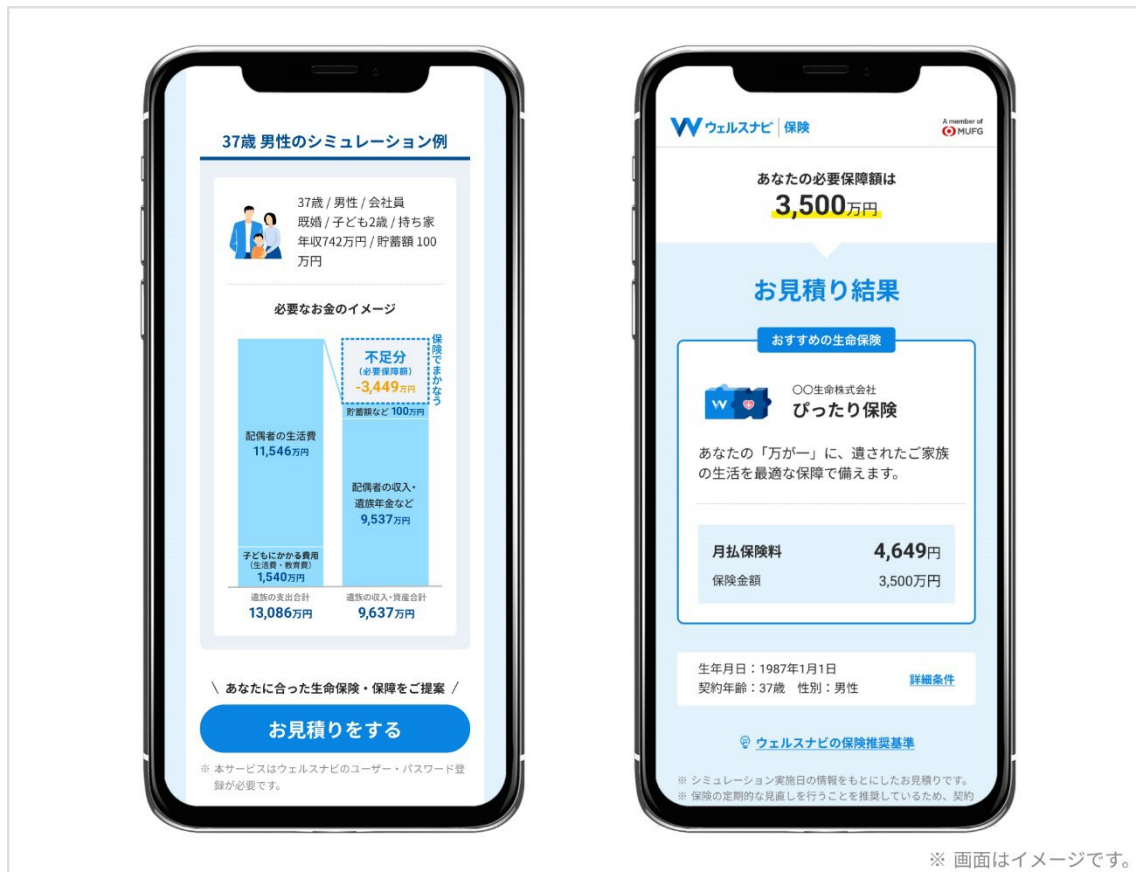 37歳 男性のシミュレーション例
37歳 / 男性 / 会社員
既婚 / 子ども2歳 / 持ち家
年収742万円 / 貯蓄額 100
万円
必要なお金のイメージ
配偶者の生活費
11,546万円
子どもにかかる費用
(生活費・教育費)
1,540万円
遺族の支出合計
13,086万円
不足分
(必要保障額)
-3,449万円
保険でまかなう
貯蓄額など 100万円
配偶者の収入・
遺族年金など
9,537万円
遺族の収入・資産合計
9,637万円
\ あなたに合った生命保険・保障をご提案 /
お見積りをする
※ 本サービスはウェルスナビのユーザー・パスワード登
録が必要です。
ウェルスナビ | 保険
A member of
MUFG
あなたの必要保障額は
3,500万円
お見積り結果
おすすめの生命保険
W
〇〇生命株式会社
ぴったり保険
あなたの「万が一」に、遺されたご家族
の生活を最適な保障で備えます。
月払保険料 4,649円
保険金額 3,500万円
生年月日：1987年1月1日
契約年齢：37歳 性別：男性
詳細条件
ウェルスナビの保険推奨基準
※ シミュレーション実施日の情報をもとにしたお見積りです。
※ 保険の定期的な見直しを行うことを推奨しているため、契約
※ 画面はイメージです。